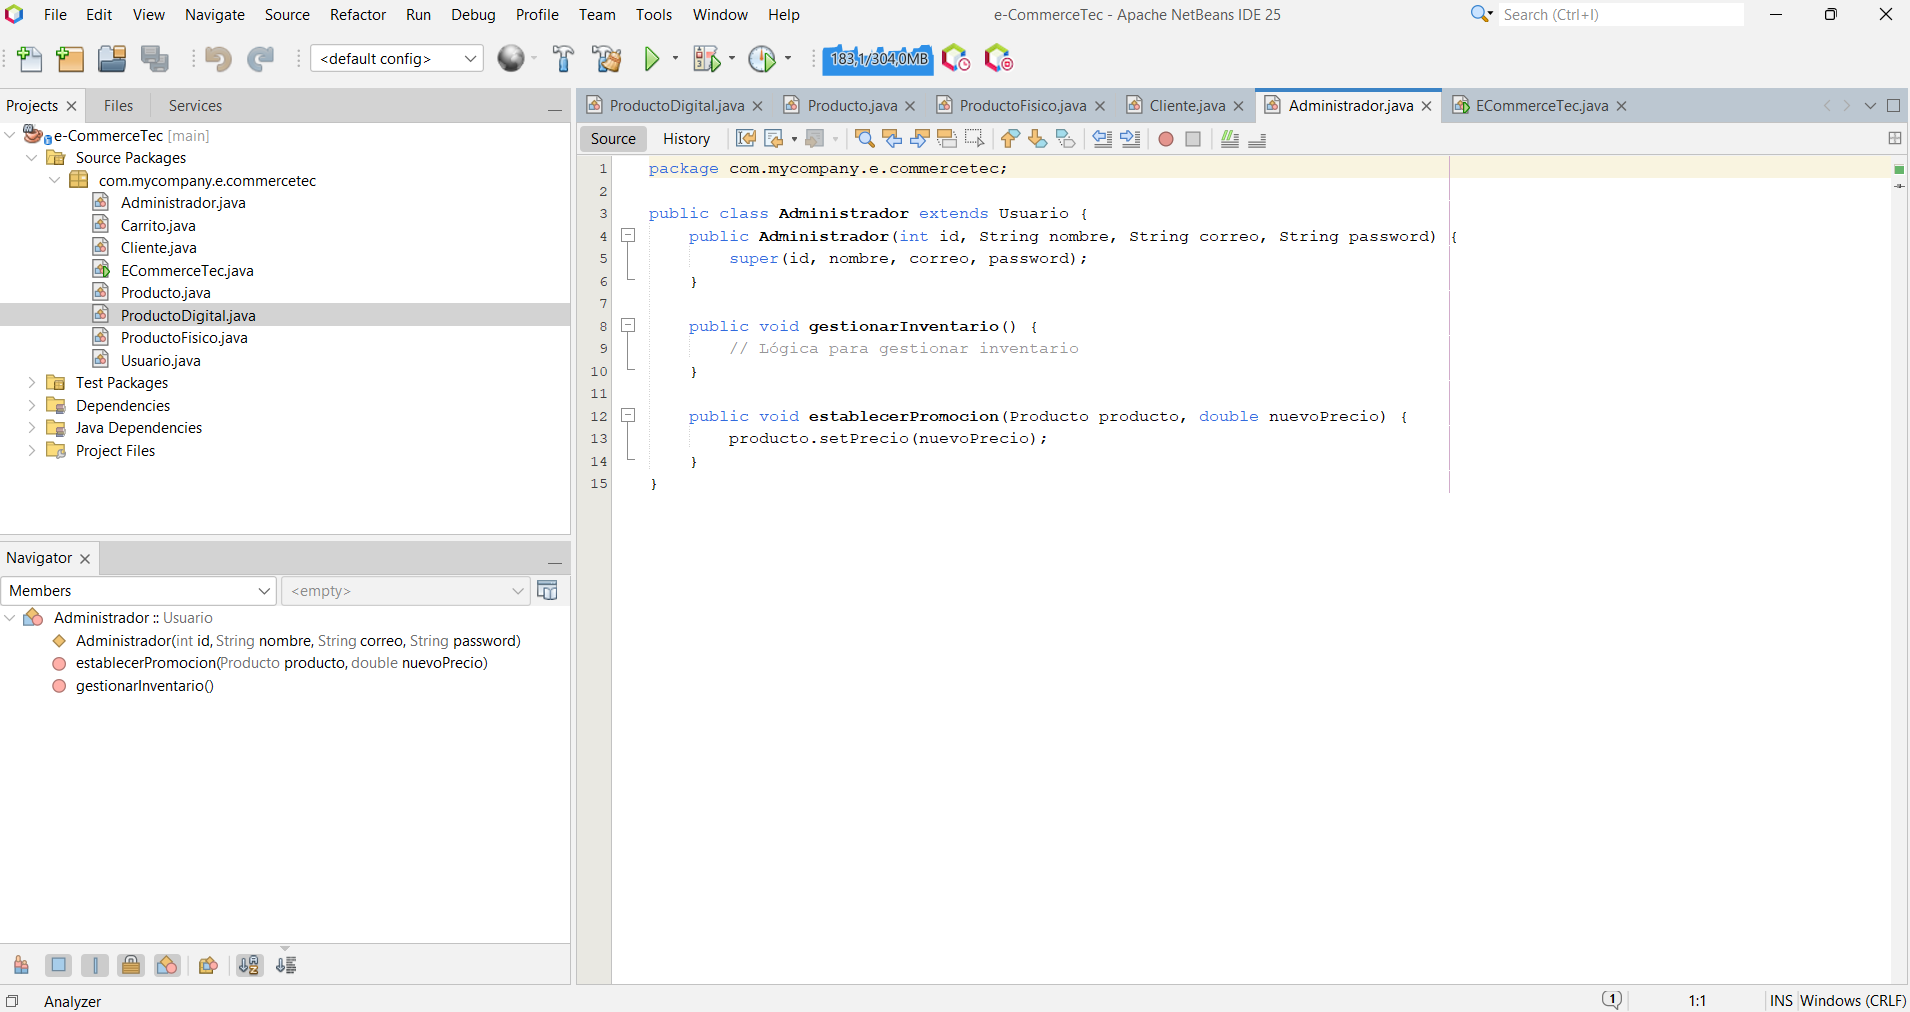 File Edit View Navigate Source Refactor Run Debug Profile Team Tools Window Help e-CommerceTec - Apache NetBeans IDE 25 Search (Ctrl+I)
<default config> 183,1/304,0MB
Projects Files Services
e-CommerceTec [main]
Source Packages
com.mycompany.e.commercetec
Administrador.java
Carrito.java
Cliente.java
ECommerceTec.java
Producto.java
ProductoDigital.java
ProductoFisico.java
Usuario.java
Test Packages
Dependencies
Java Dependencies
Project Files
Navigator
Members <empty>
Administrador :: Usuario
Administrador(int id, String nombre, String correo, String password)
establecerPromocion(Producto producto, double nuevoPrecio)
gestionarInventario()
ProductoDigital.java Producto.java ProductoFisico.java Cliente.java Administrador.java ECommerceTec.java
Source History
1 package com.mycompany.e.commercetec;
2
3 public class Administrador extends Usuario {
4 public Administrador(int id, String nombre, String correo, String password) {
5 super(id, nombre, correo, password);
6 }
7
8 public void gestionarInventario() {
9 // Lógica para gestionar inventario
10 }
11
12 public void establecerPromocion(Producto producto, double nuevoPrecio) {
13 producto.setPrecio(nuevoPrecio);
14 }
15 }
Analyzer 1 1:1 INS Windows (CRLF)